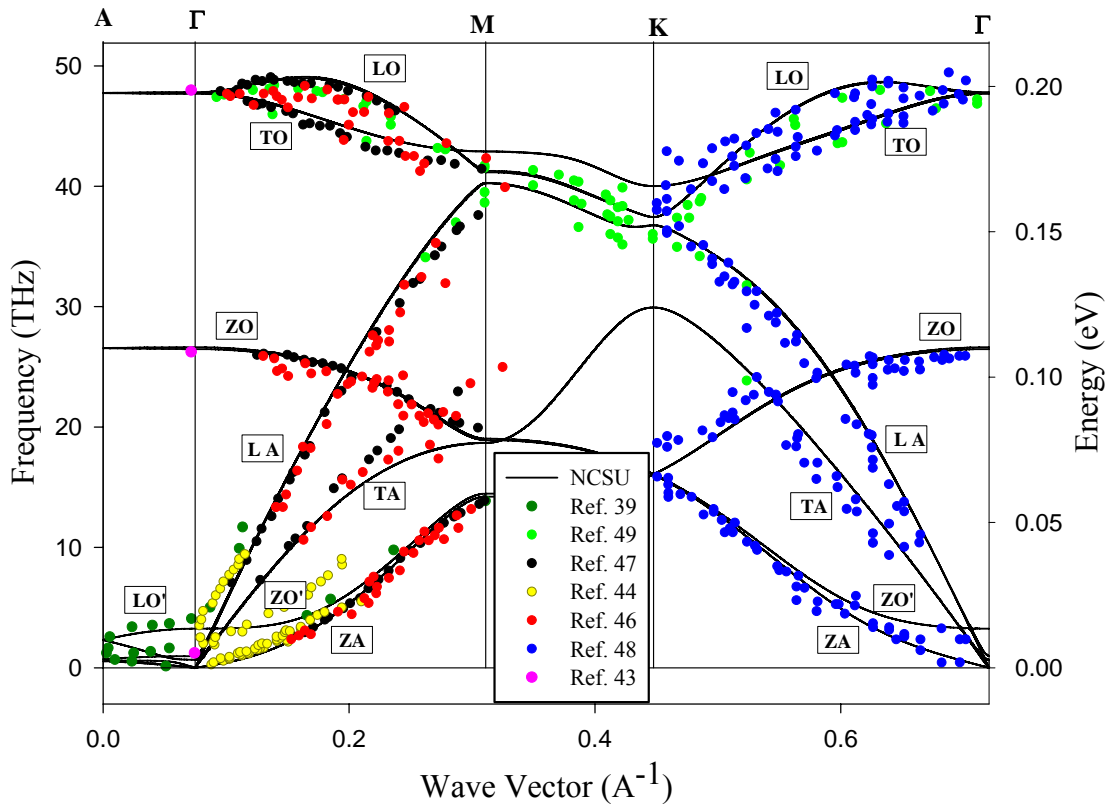 A Γ M K Γ
50
40
30
20
10
0
Frequency (THz)
0.20
0.15
0.10
0.05
0.00
Energy (eV)
LO
TO
ZO
L A
TA
LO'
ZO'
ZA
LO
TO
ZO
L A
TA
ZO'
ZA
NCSU
Ref. 39
Ref. 49
Ref. 47
Ref. 44
Ref. 46
Ref. 48
Ref. 43
0.0 0.2 0.4 0.6
Wave Vector (A⁻¹)